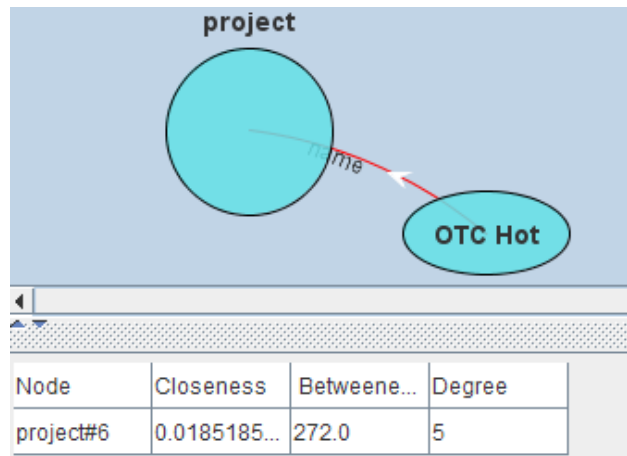 project
name
OTC Hot
Node Closeness Betweene... Degree
project#6 0.0185185... 272.0 5